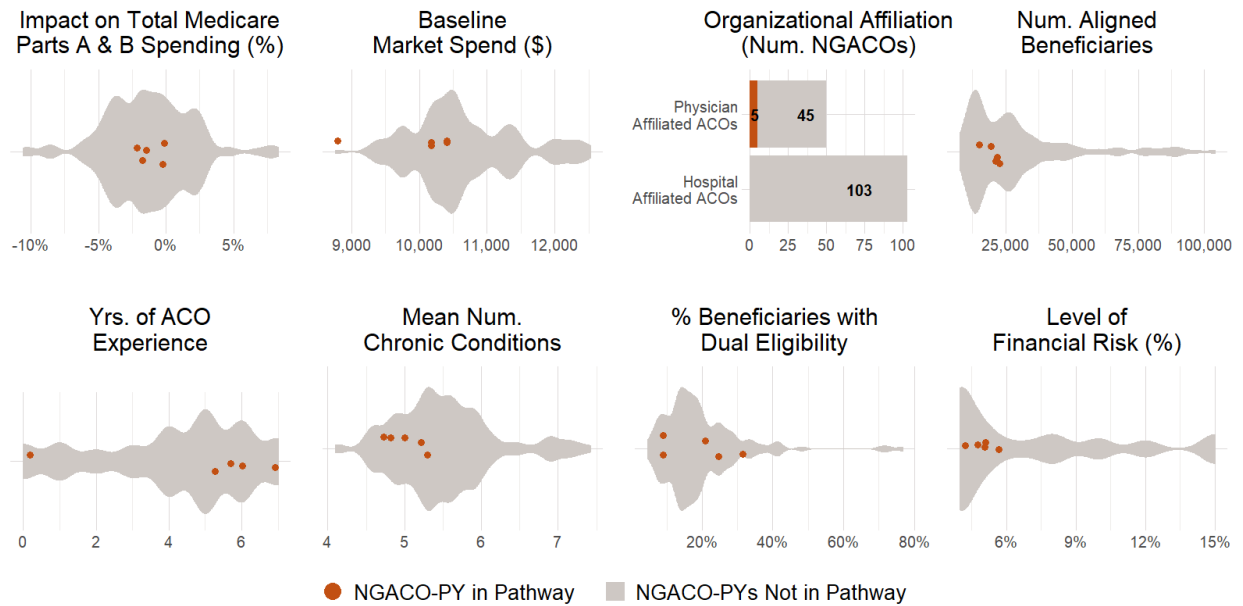 Impact on Total Medicare
Parts A & B Spending (%)
-10%
-5%
0%
5%
Baseline
Market Spend ($)
9,000
10,000
11,000
12,000
Organizational Affiliation
(Num. NGACOs)
Physician
Affiliated ACOs
5
45
Hospital
Affiliated ACOs
103
0
25
50
75
100
Num. Aligned
Beneficiaries
25,000
50,000
75,000
100,000
Yrs. of ACO
Experience
0
2
4
6
Mean Num.
Chronic Conditions
4
5
6
7
% Beneficiaries with
Dual Eligibility
20%
40%
60%
80%
Level of
Financial Risk (%)
6%
9%
12%
15%
NGACO-PY in Pathway
NGACO-PYs Not in Pathway